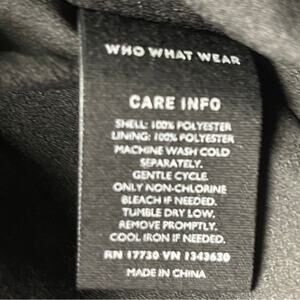 WHO WHAT WEAR
CARE INFO
SHELL: 100% POLYESTER
LINING: 100% POLYESTER
MACHINE WASH COLD
SEPARATELY.
GENTLE CYCLE.
ONLY NON-CHLORINE
BLEACH IF NEEDED.
TUMBLE DRY LOW.
REMOVE PROMPTLY.
COOL IRON IF NEEDED.
RN 17730 VN 1343630
MADE IN CHINA